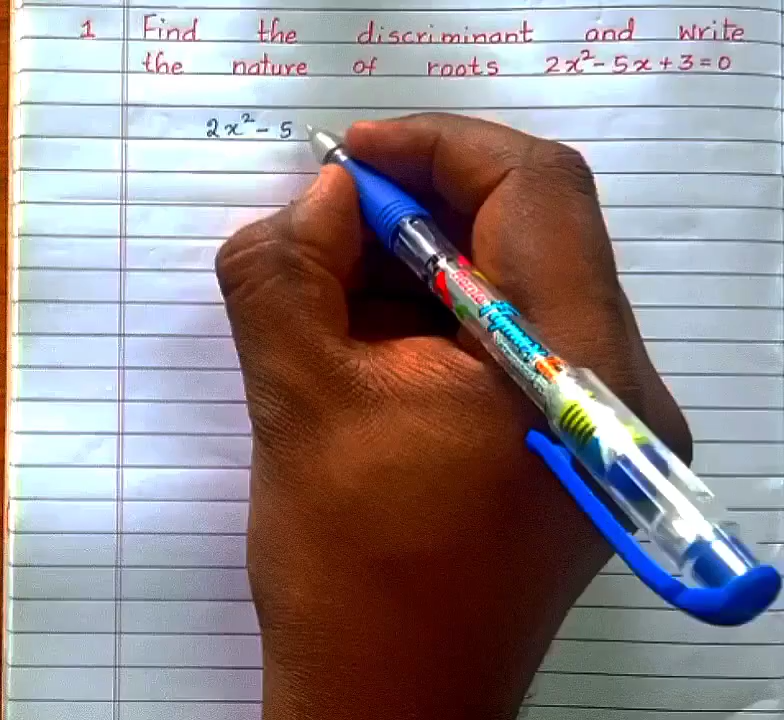 1 Find the discriminant and write
the nature of roots 2x²-5x+3=0
2x²-5